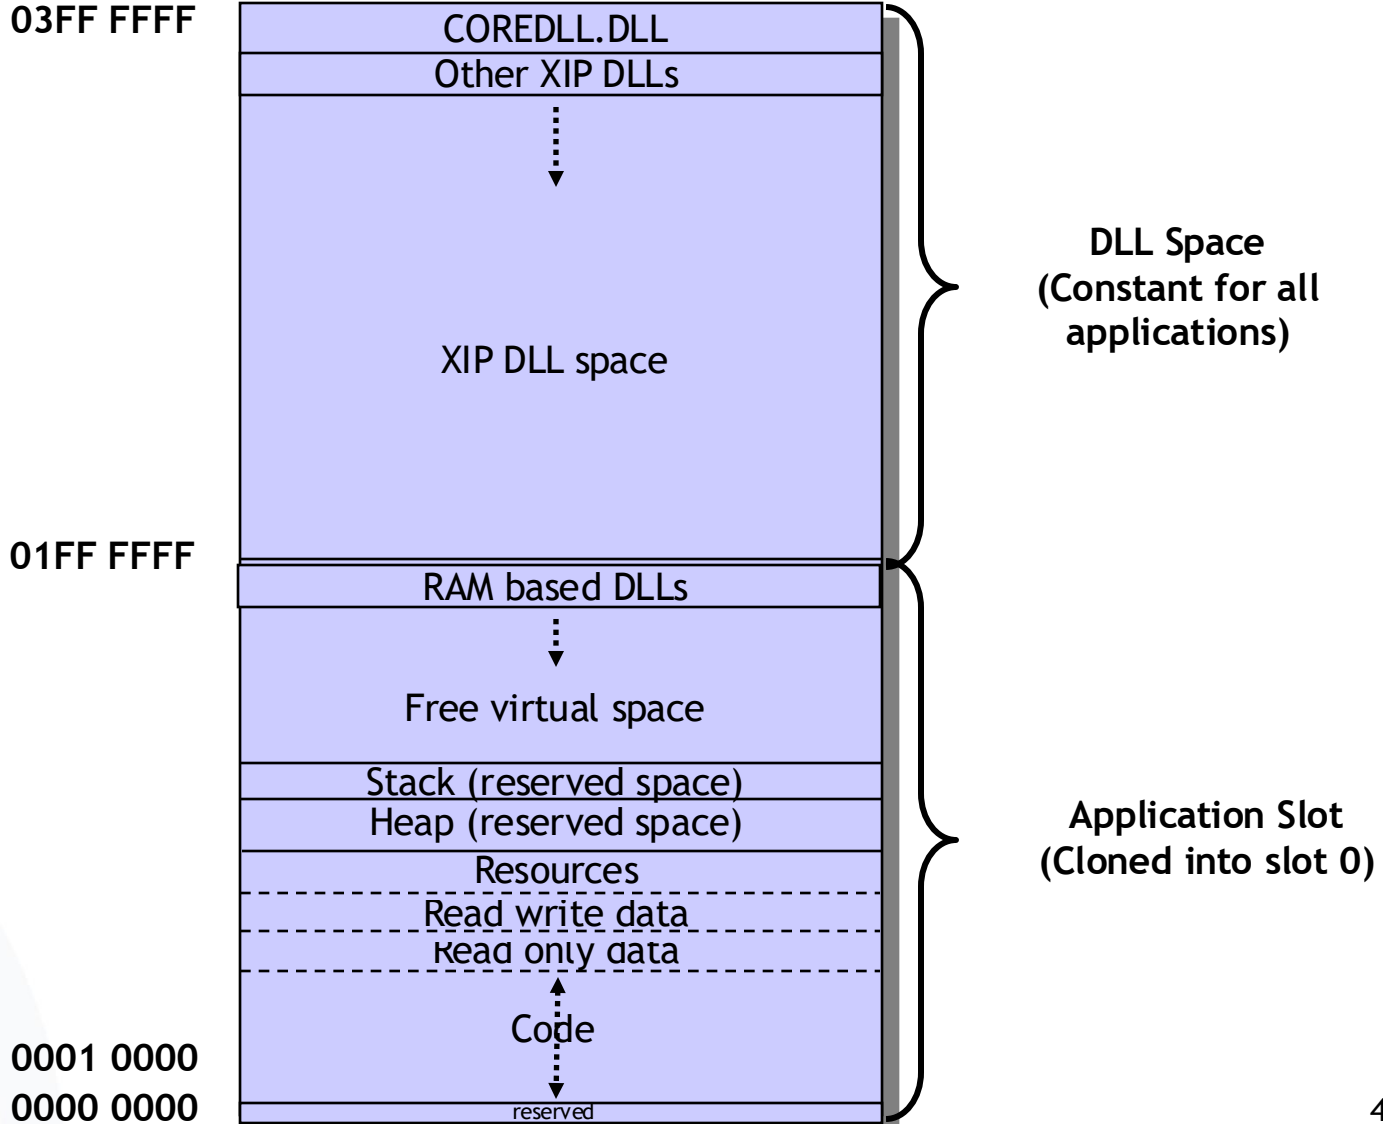 03FF FFFF
COREDLL.DLL
Other XIP DLLs
DLL Space
(Constant for all
applications)
XIP DLL space
01FF FFFF
RAM based DLLs
Free virtual space
Stack (reserved space)
Heap (reserved space)
Application Slot
(Cloned into slot 0)
Resources
Read write data
Read only data
Code
0001 0000
0000 0000
reserved
4